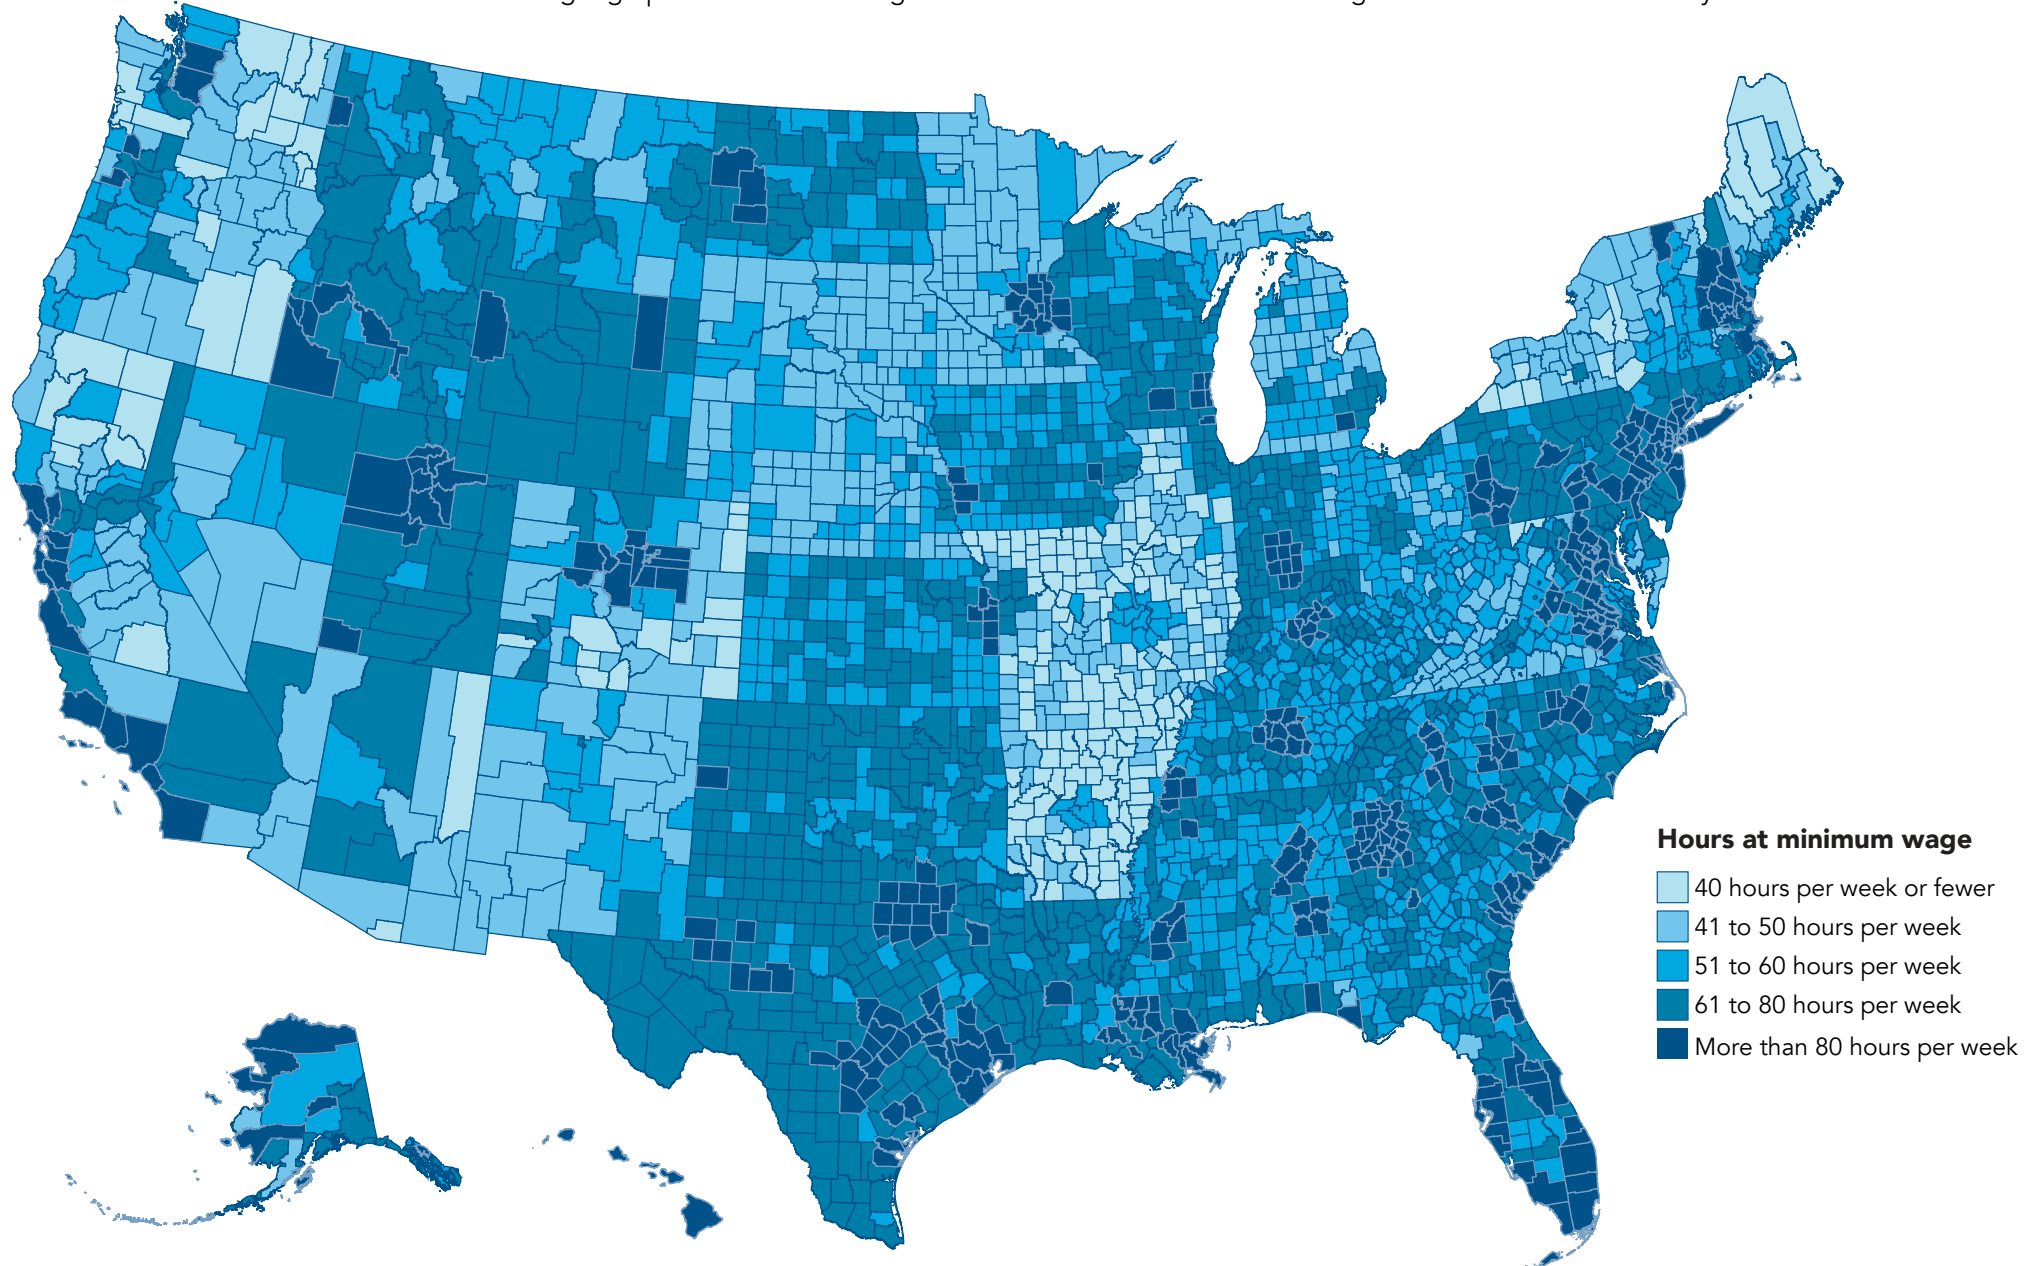 Hours at minimum wage
40 hours per week or fewer
41 to 50 hours per week
51 to 60 hours per week
61 to 80 hours per week
More than 80 hours per week